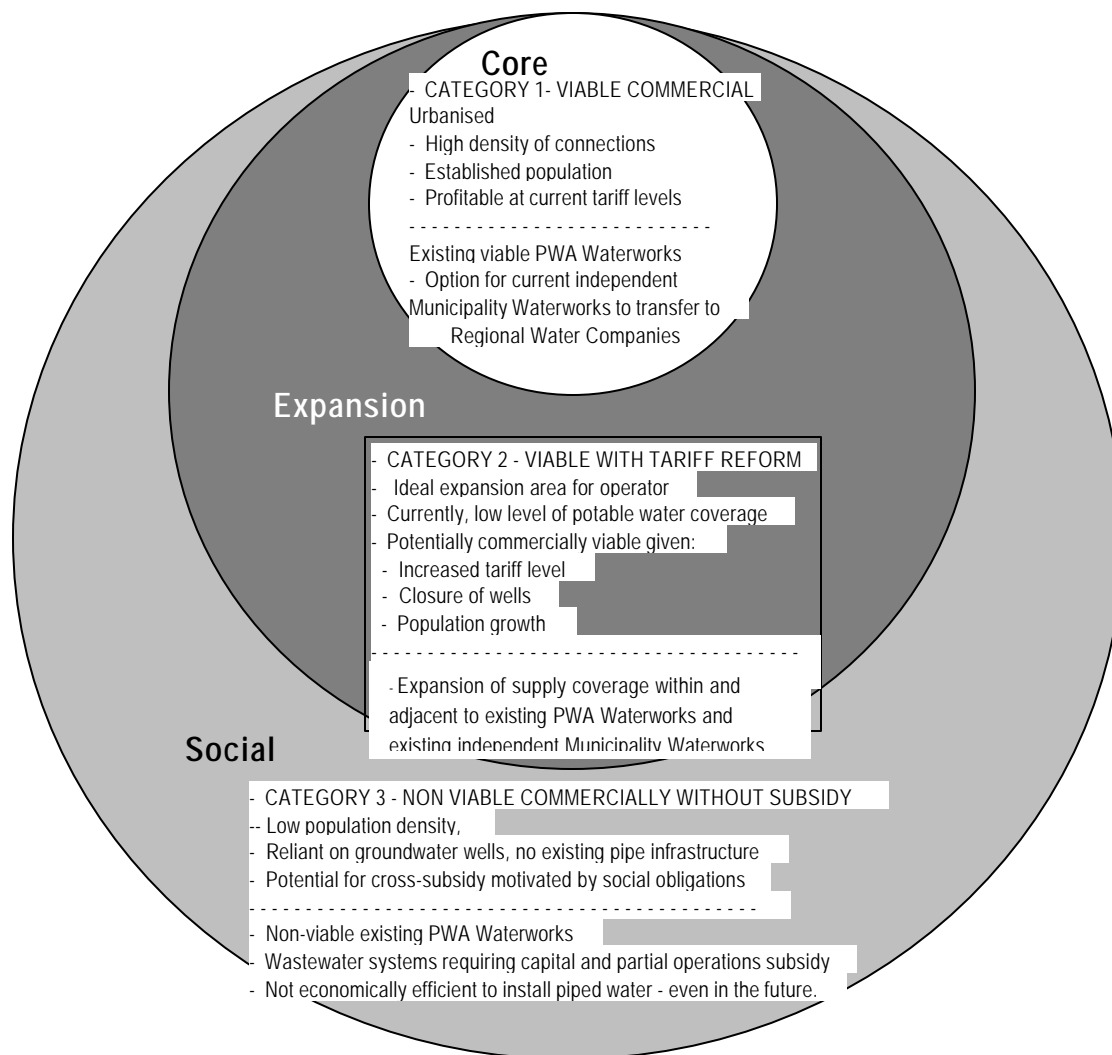 Core
- CATEGORY 1- VIABLE COMMERCIAL
Urbanised
- High density of connections
- Established population
- Profitable at current tariff levels
- - - - - - - - - - - - - - - - - - - - - - - - - - -
Existing viable PWA Waterworks
- Option for current independent
Municipality Waterworks to transfer to
Regional Water Companies
Expansion
- CATEGORY 2 - VIABLE WITH TARIFF REFORM
- Ideal expansion area for operator
- Currently, low level of potable water coverage
- Potentially commercially viable given:
- Increased tariff level
- Closure of wells
- Population growth
- - - - - - - - - - - - - - - - - - - - - - - - - - - - - - - - - - - - - -
- Expansion of supply coverage within and
adjacent to existing PWA Waterworks and
existing independent Municipality Waterworks
Social
- CATEGORY 3 - NON VIABLE COMMERCIALLY WITHOUT SUBSIDY
-- Low population density,
- Reliant on groundwater wells, no existing pipe infrastructure
- Potential for cross-subsidy motivated by social obligations
- - - - - - - - - - - - - - - - - - - - - - - - - - - - - - - - - - - - - - - - - - - - -
- Non-viable existing PWA Waterworks
- Wastewater systems requiring capital and partial operations subsidy
- Not economically efficient to install piped water - even in the future.